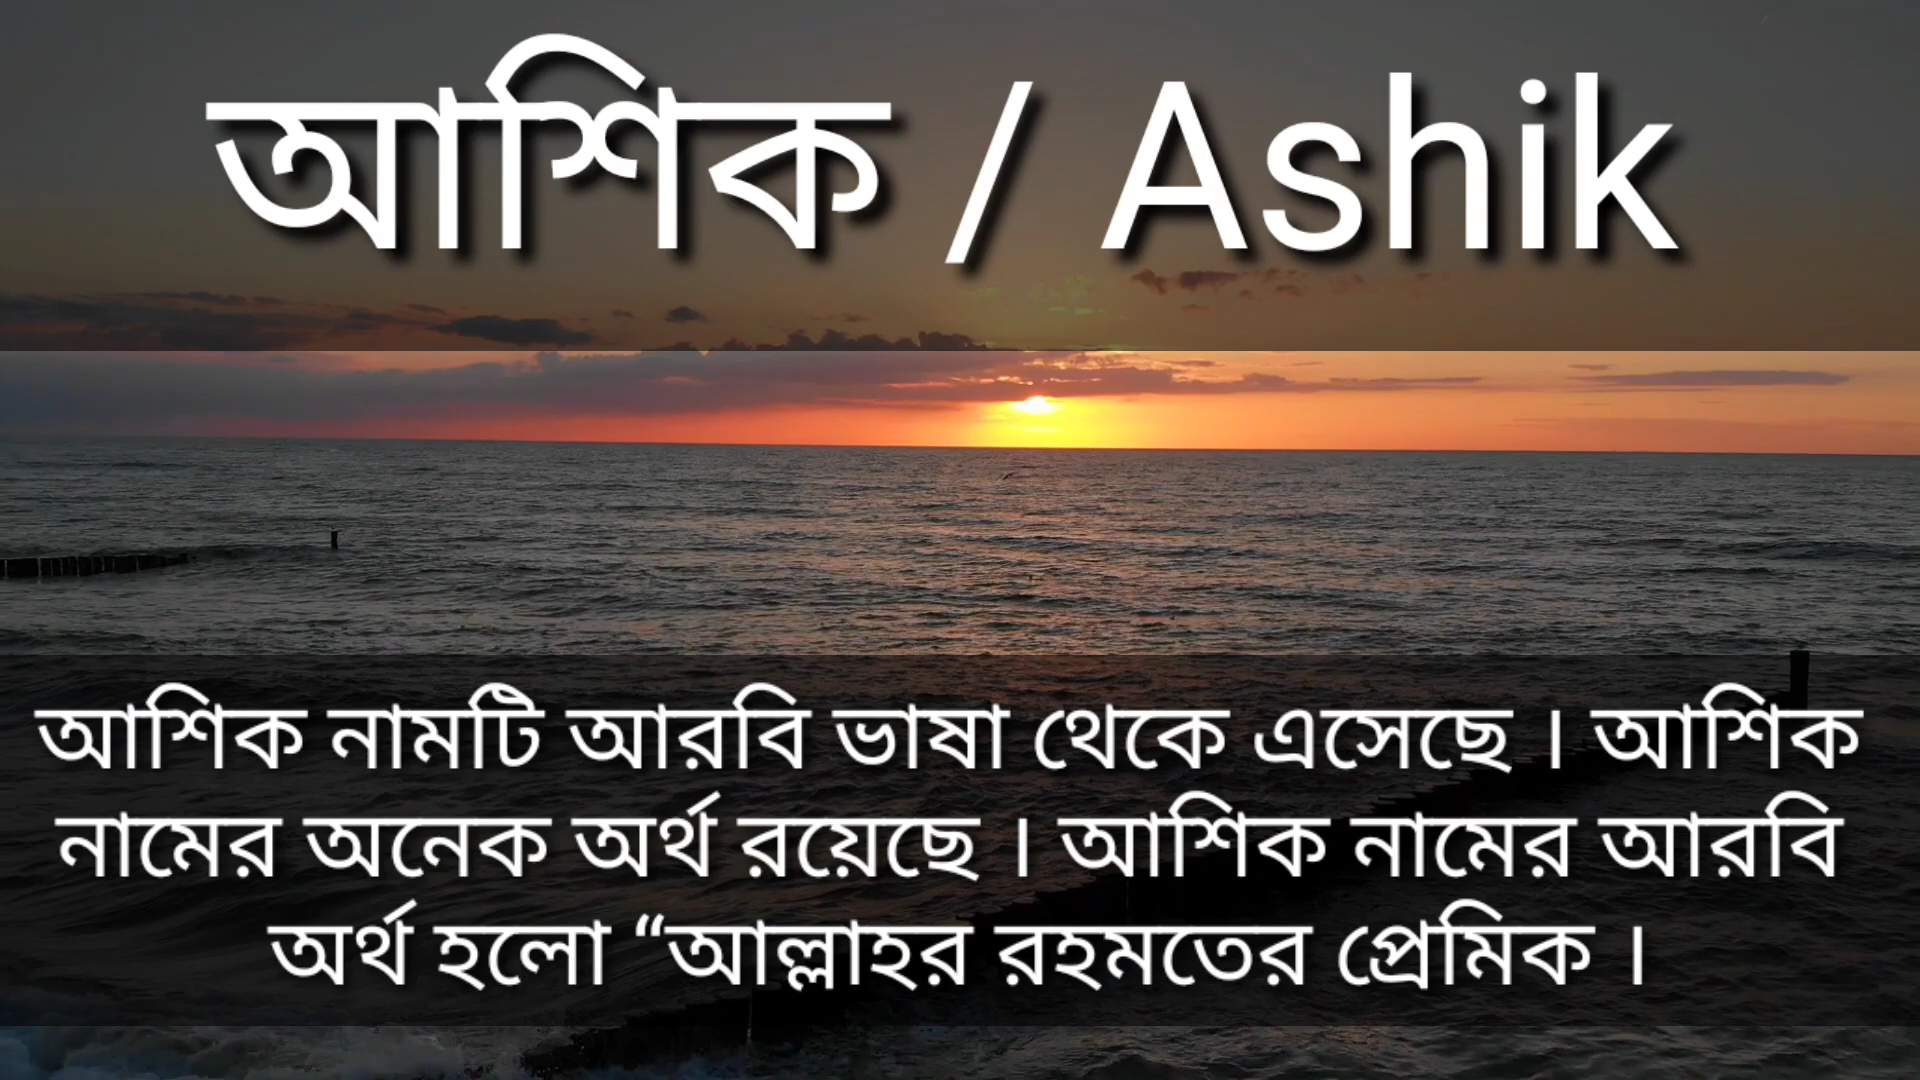 আশিক / Ashik
আশিক নামটি আরবি ভাষা থেকে এসেছে । আশিক
নামের অনেক অর্থ রয়েছে । আশিক নামের আরবি
অর্থ হলো “আল্লাহর রহমতের প্রেমিক ।